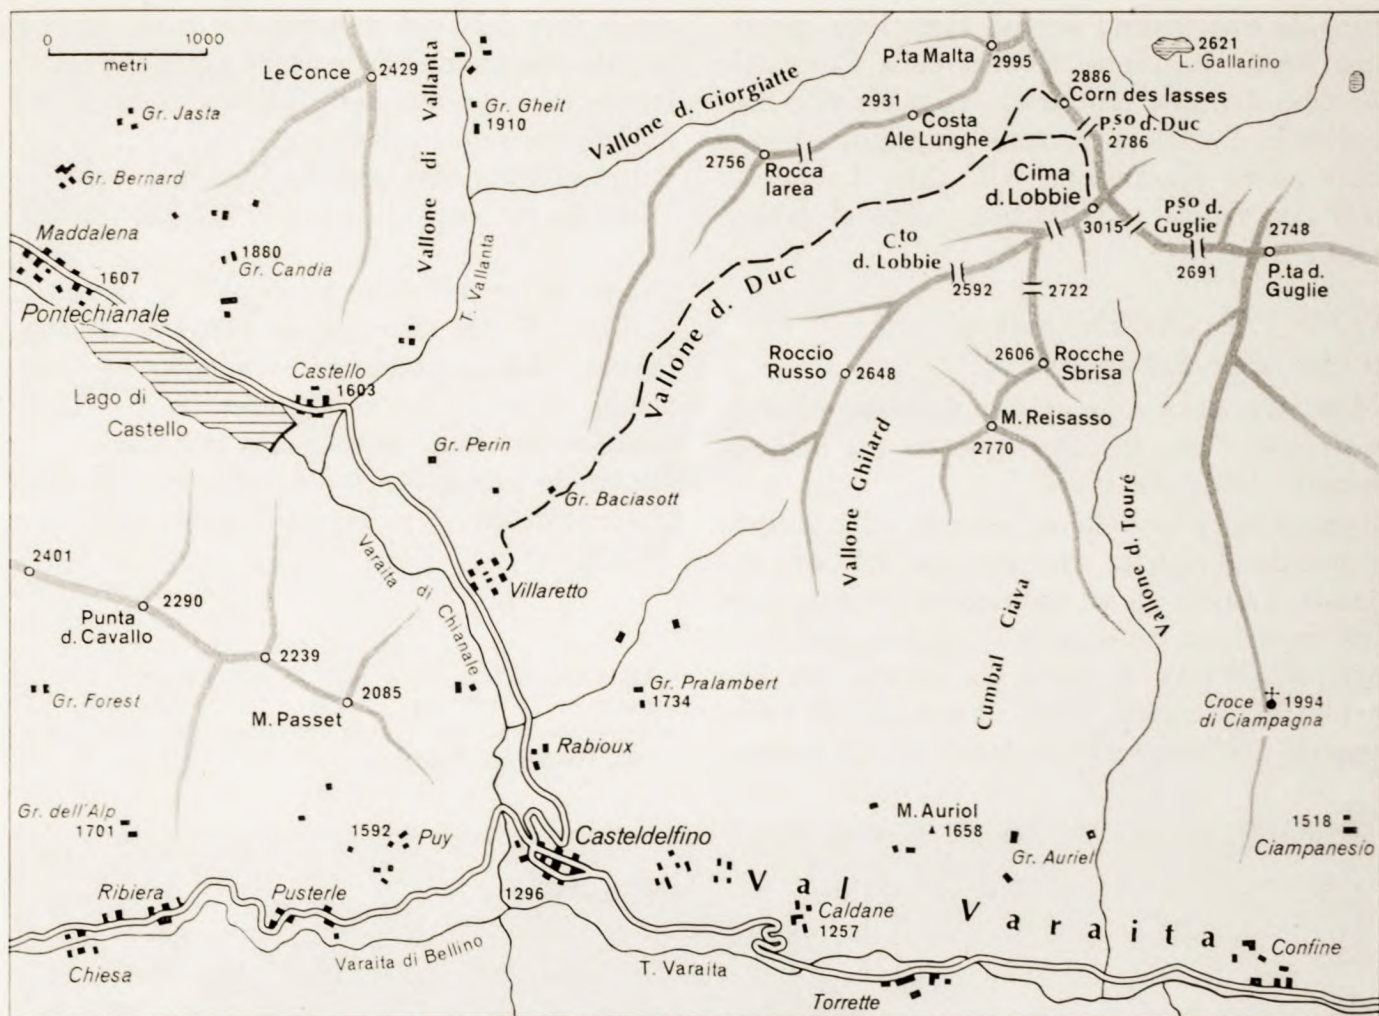 0 1000
metri
Le Conce
2429
Vallone di Vallanta
Gr. Gheit
1910
Vallone d. Giorgiatte
P.ta Malta
2995
2621
L. Gallarino
2886
Corn des Iasses
P.so d. Duc
2786
2931
Costa
Ale Lunghe
2756
Rocca
Iarea
Gr. Jasta
Gr. Bernard
Cima
d. Lobbie
3015
P.so d.
Guglie
2691
2748
P.ta d.
Guglie
Maddalena
1607
Pontechianale
1880
Gr. Candia
T. Vallanta
C.to
d. Lobbie
2592
2722
Vallone d. Duc
Castello
1603
Lago di
Castello
Roccio
Russo
2648
2606
Rocche
Sbrisa
M. Reisasso
2770
Gr. Perin
Gr. Baciasott
Vallone Ghilard
Vallone d. Touré
2401
2290
Punta
d. Cavallo
Varaita di Chianale
Villaretto
Cumbal Ciava
2239
2085
M. Passet
Gr. Forest
Gr. Pralambert
1734
Croce
di Ciampagna
1994
Rabioux
Gr. dell'Alp
1701
1592
Puy
Casteldelfino
1296
M. Auriol
1658
Gr. Auriel
1518
Ciampanesio
Ribiera
Pusterle
Val Varaita
Caldane
1257
Confine
Chiesa
Varaita di Bellino
T. Varaita
Torrette